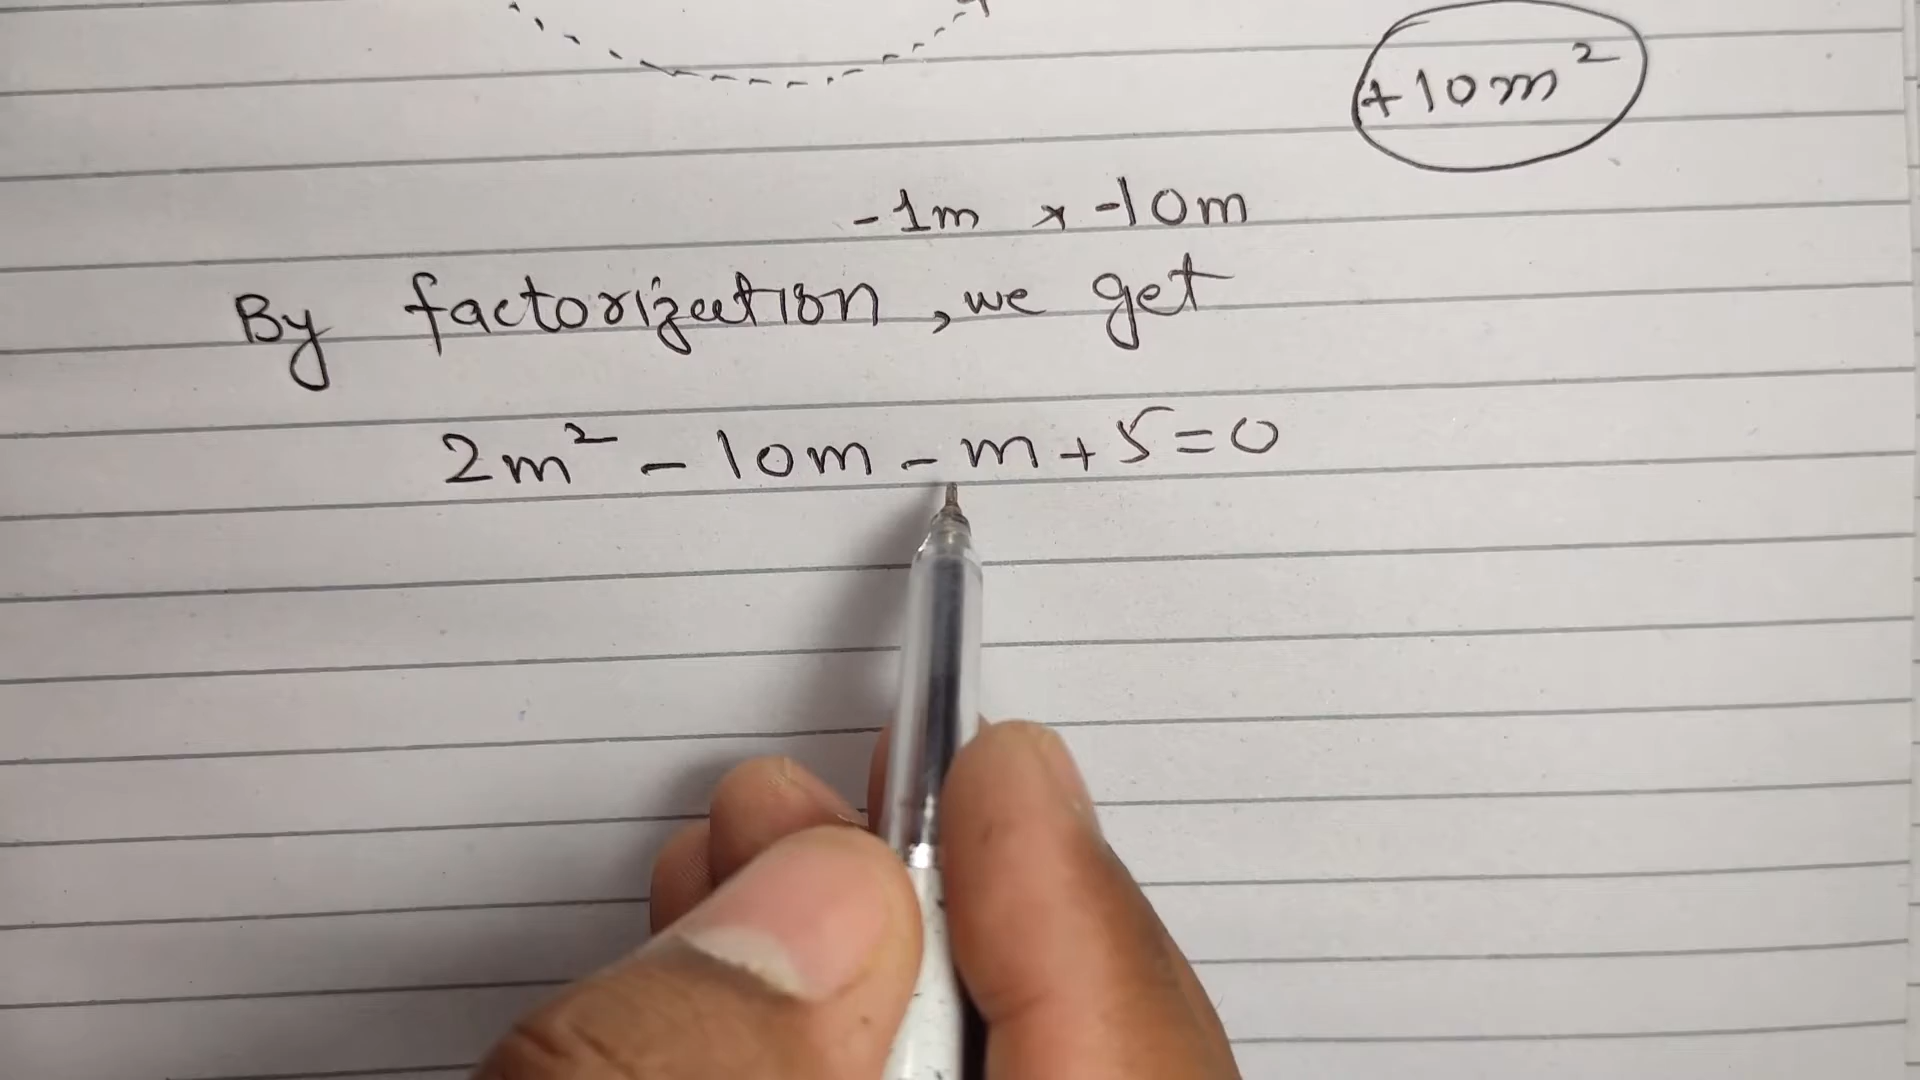 +10m²
-1m × -10m
By factorization, we get
2m² - 10m - m + 5 = 0